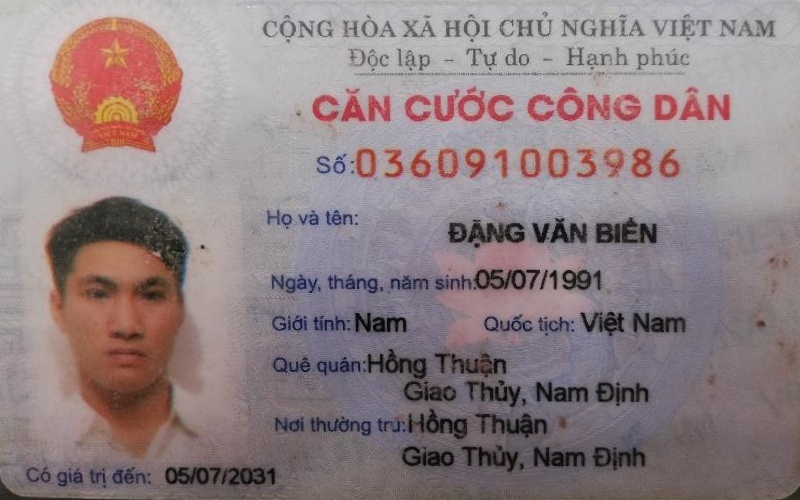 CỘNG HÒA XÃ HỘI CHỦ NGHĨA VIỆT NAM
Độc lập - Tự do - Hạnh phúc
CĂN CƯỚC CÔNG DÂN
Số: 036091003986
Họ và tên:
ĐẶNG VĂN BIÊN
Ngày, tháng, năm sinh: 05/07/1991
Giới tính: Nam Quốc tịch: Việt Nam
Quê quán: Hồng Thuận
Giao Thủy, Nam Định
Nơi thường trú: Hồng Thuận
Giao Thủy, Nam Định
Có giá trị đến: 05/07/2031
VIỆT NAM